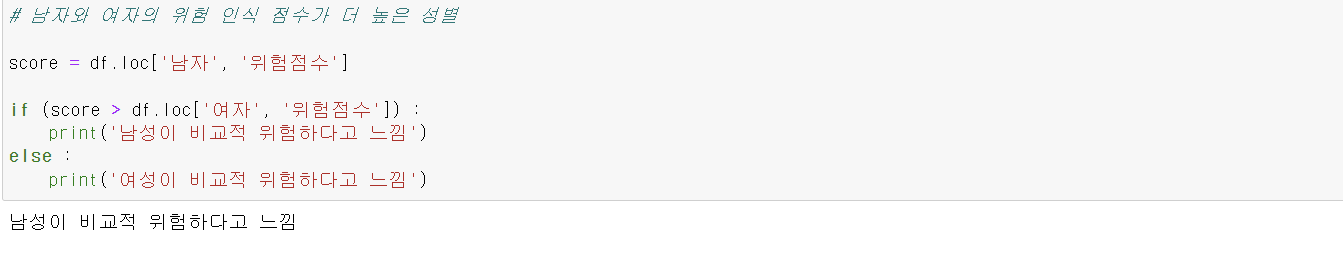 # 남자와 여자의 위험 인식 점수가 더 높은 성별
score = df.loc['남자', '위험점수']
if (score > df.loc['여자', '위험점수']) :
    print('남성이 비교적 위험하다고 느낌')
else :
    print('여성이 비교적 위험하다고 느낌')
남성이 비교적 위험하다고 느낌